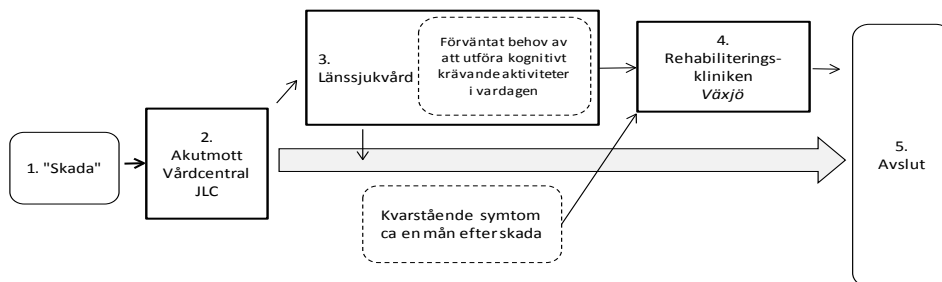 1. "Skada"
2.
Akutmott
Vårdcentral
JLC
3.
Länssjukvård
Förväntat behov av
att utföra kognitivt
krävande aktiviteter
i vardagen
4.
Rehabiliterings-
kliniken
Växjö
Kvarstående symtom
ca en mån efter skada
5.
Avslut